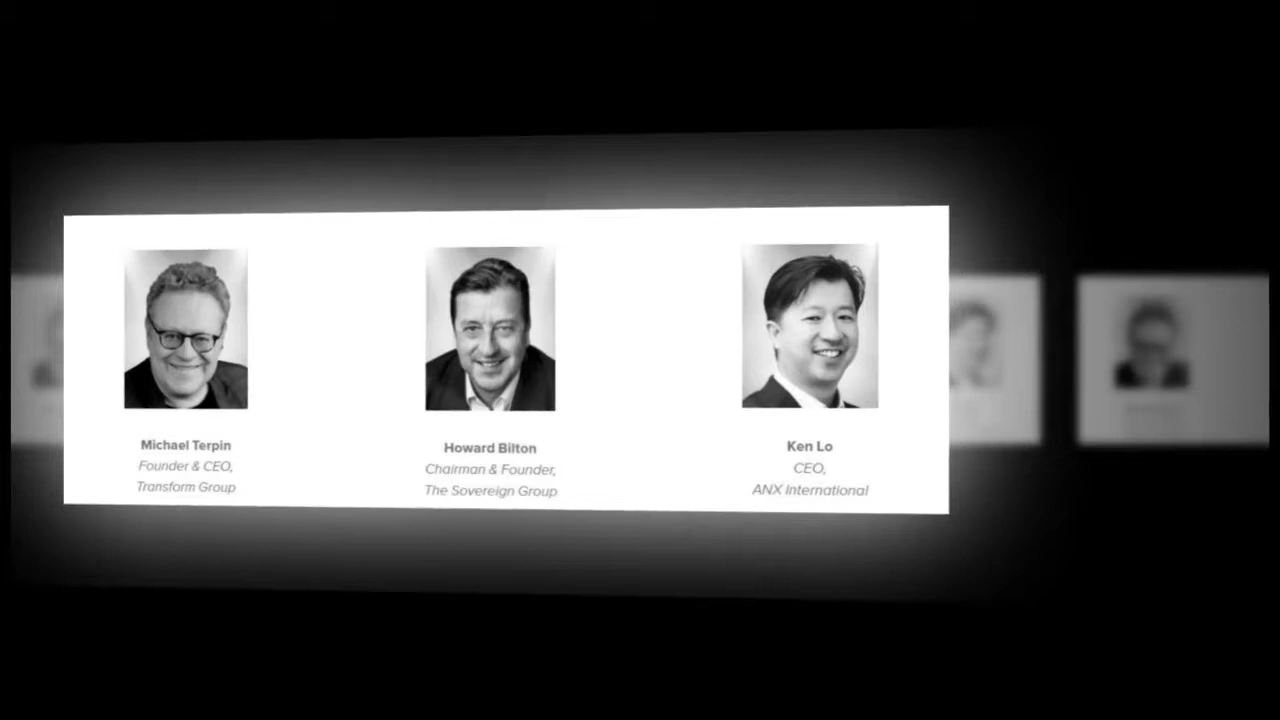 Michael Terpin
Founder & CEO,
Transform Group
Howard Bilton
Chairman & Founder,
The Sovereign Group
Ken Lo
CEO,
ANX International